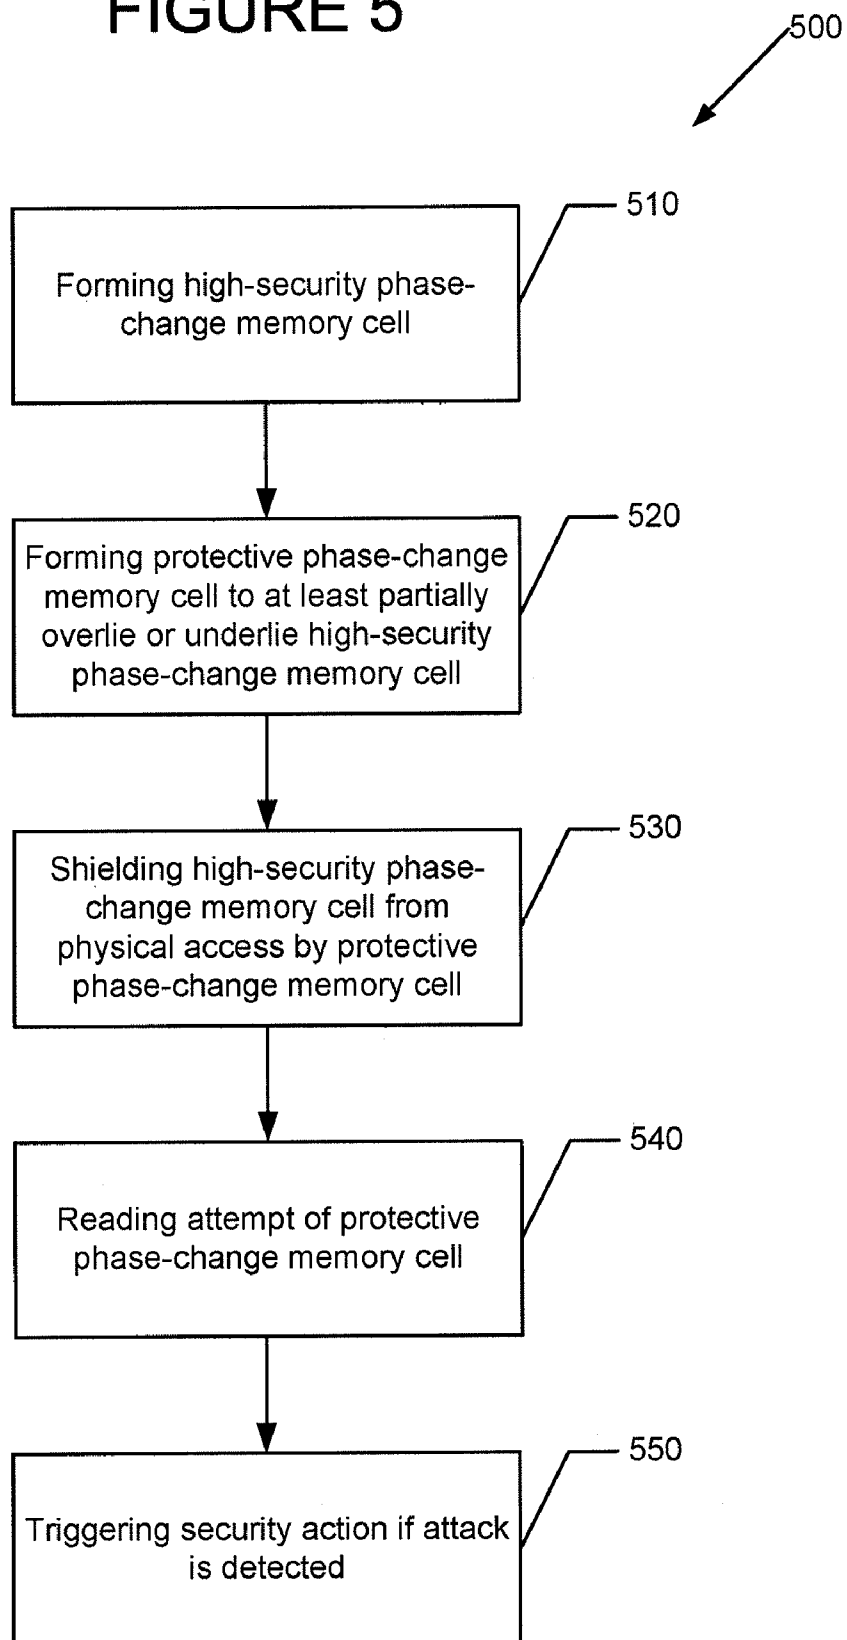 FIGURE 5
500
510
Forming high-security phase-
change memory cell
520
Forming protective phase-change
memory cell to at least partially
overlie or underlie high-security
phase-change memory cell
530
Shielding high-security phase-
change memory cell from
physical access by protective
phase-change memory cell
540
Reading attempt of protective
phase-change memory cell
550
Triggering security action if attack
is detected